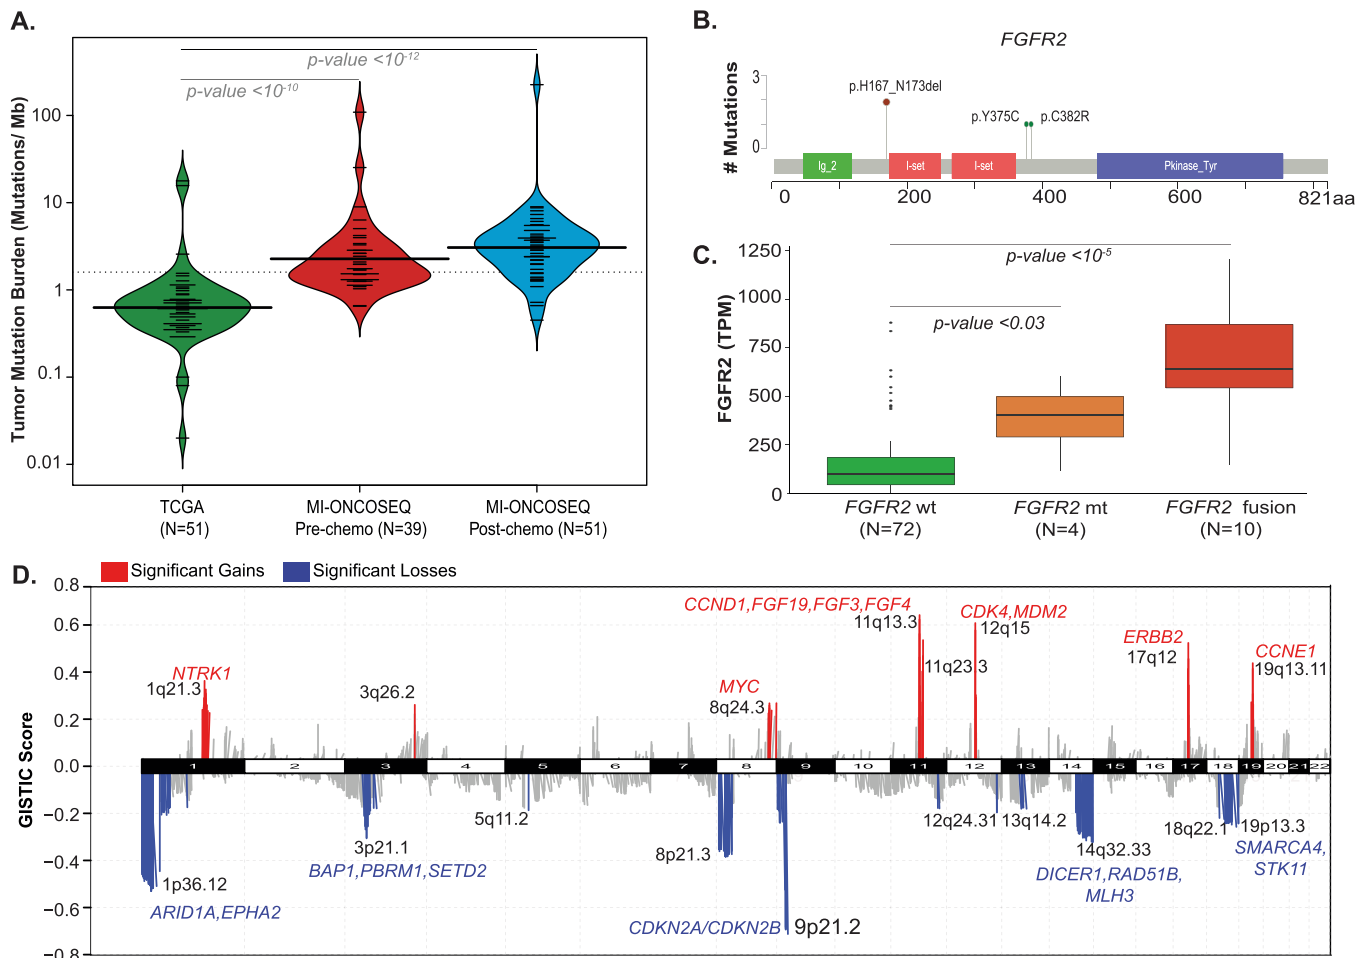 A.
p-value <10-12
p-value <10-10
Tumor Mutation Burden (Mutations/ Mb)
100
10
1
0.1
0.01
TCGA
(N=51)
MI-ONCOSEQ
Pre-chemo (N=39)
MI-ONCOSEQ
Post-chemo (N=51)
B.
FGFR2
# Mutations
3
0
p.H167_N173del
p.Y375C
p.C382R
Ig_2
I-set
I-set
Pkinase_Tyr
0
200
400
600
821aa
C.
FGFR2 (TPM)
1250
1000
750
500
250
0
p-value <10-5
p-value <0.03
FGFR2 wt
(N=72)
FGFR2 mt
(N=4)
FGFR2 fusion
(N=10)
D.
Significant Gains
Significant Losses
GISTIC Score
0.8
0.6
0.4
0.2
0.0
−0.2
−0.4
−0.6
−0.8
NTRK1
1q21.3
3q26.2
MYC
8q24.3
CCND1,FGF19,FGF3,FGF4
11q13.3
11q23.3
CDK4,MDM2
12q15
ERBB2
17q12
CCNE1
19q13.11
1 2 3 4 5 6 7 8 9 10 11 12 13 14 15 16 17 18 19 20 21 22
1p36.12
ARID1A,EPHA2
3p21.1
BAP1,PBRM1,SETD2
5q11.2
8p21.3
CDKN2A/CDKN2B
9p21.2
12q24.31
13q14.2
14q32.33
DICER1,RAD51B,
MLH3
18q22.1
19p13.3
SMARCA4,
STK11